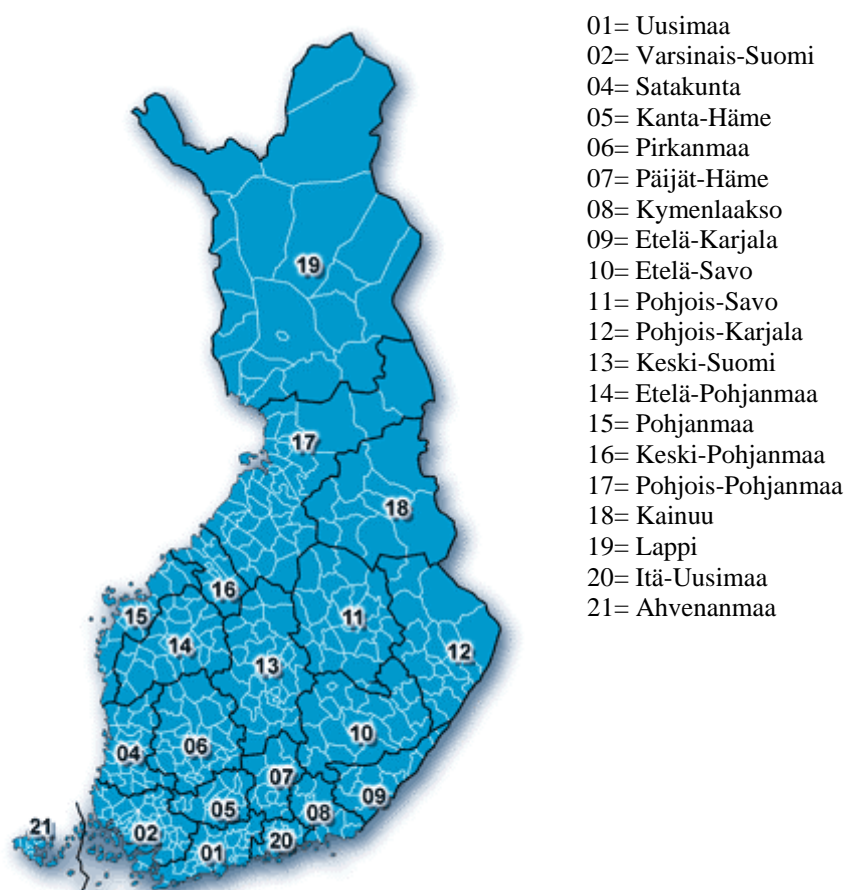 01= Uusimaa
02= Varsinais-Suomi
04= Satakunta
05= Kanta-Häme
06= Pirkanmaa
07= Päijät-Häme
08= Kymenlaakso
09= Etelä-Karjala
10= Etelä-Savo
11= Pohjois-Savo
12= Pohjois-Karjala
13= Keski-Suomi
14= Etelä-Pohjanmaa
15= Pohjanmaa
16= Keski-Pohjanmaa
17= Pohjois-Pohjanmaa
18= Kainuu
19= Lappi
20= Itä-Uusimaa
21= Ahvenanmaa
19
17
18
16
15
11
14
12
13
10
06
04
07
09
05
08
21
02
20
01